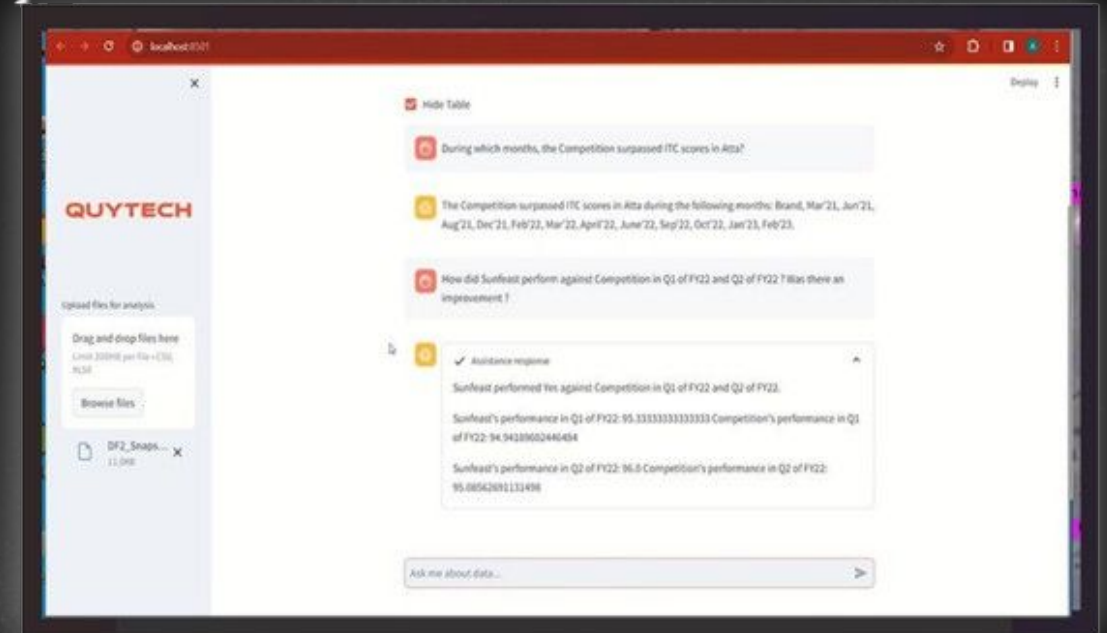 localhost:8501
Deploy
Hide Table
During which months, the Competition surpassed ITC scores in Atta?
QUYTECH
The Competition surpassed ITC scores in Atta during the following months: Brand, Mar'21, Jun'21,
Aug'21, Dec'21, Feb'22, Mar'22, April'22, June'22, Sep'22, Oct'22, Jan'23, Feb'23.
How did Sunfeast perform against Competition in Q1 of FY22 and Q2 of FY22 ? Was there an
improvement ?
Upload files for analysis
Drag and drop files here
Limit 200MB per file • CSV,
XLSX
Browse files
DF2_Snaps...
Assistance response
Sunfeast performed Yes against Competition in Q1 of FY22 and Q2 of FY22.
Sunfeast's performance in Q1 of FY22: 95.33333333333333 Competition's performance in Q1
of FY22:
Sunfeast's performance in Q2 of FY22: 96.0 Competition's performance in Q2 of FY22:
95.08562691131498
Ask me about data...